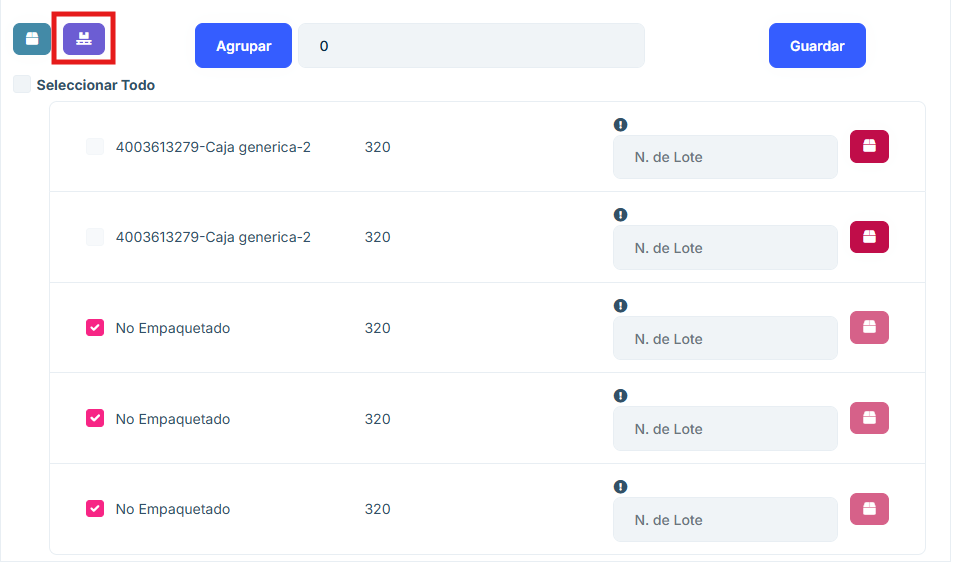 Agrupar 0 Guardar
Seleccionar Todo
4003613279-Caja generica-2 320 N. de Lote
4003613279-Caja generica-2 320 N. de Lote
No Empaquetado 320 N. de Lote
No Empaquetado 320 N. de Lote
No Empaquetado 320 N. de Lote